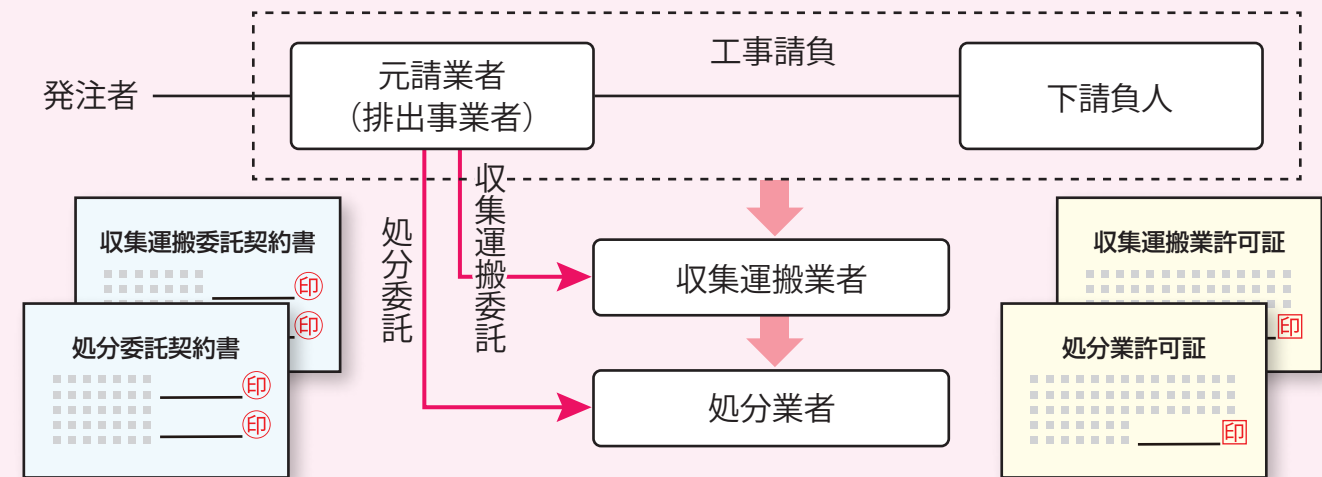 工事請負
発注者
元請業者
（排出事業者）
下請負人
収集運搬委託
処分委託
収集運搬委託契約書
印
印
処分委託契約書
印
印
収集運搬業者
処分業者
収集運搬業許可証
印
処分業許可証
印